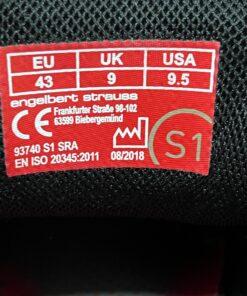 EU UK USA
43 9 9.5
engelbert strauss
CE Frankfurter Straße 98-102
63599 Biebergemünd
93740 S1 SRA
EN ISO 20345:2011 08/2018
S1